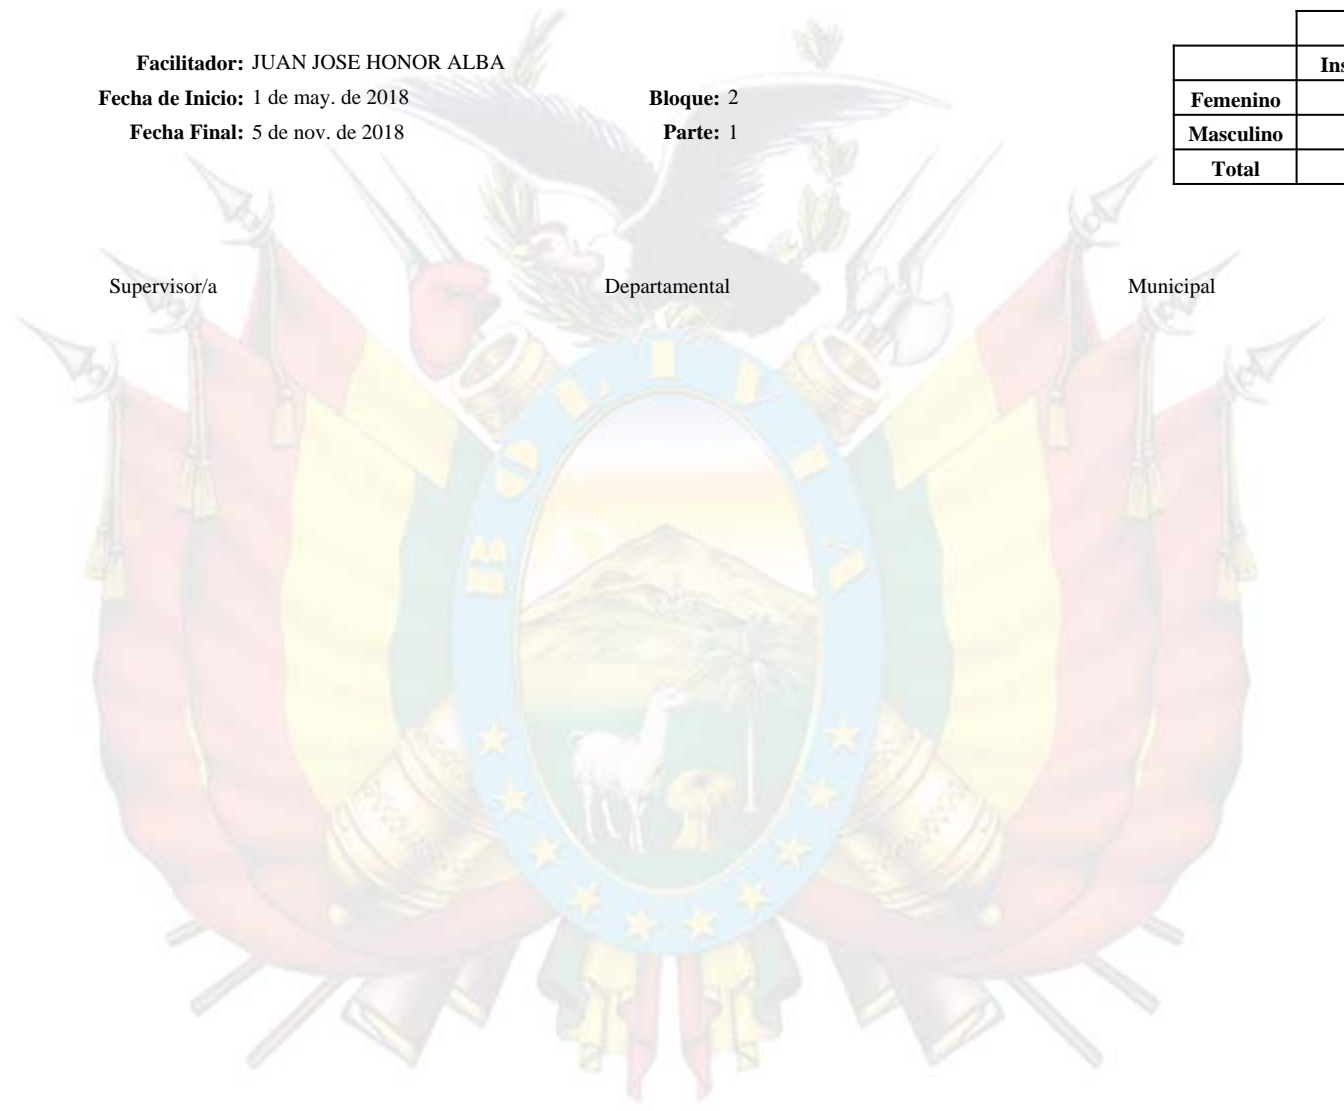 Facilitador: JUAN JOSE HONOR ALBA
Fecha de Inicio: 1 de may. de 2018 Bloque: 2
Fecha Final: 5 de nov. de 2018 Parte: 1
Femenino
Masculino
Total
Supervisor/a Departamental Municipal
BOLIVIA